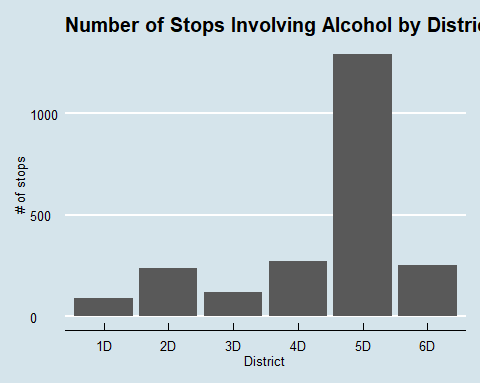 Number of Stops Involving Alcohol by Distric
1000
# of stops
500
0
1D 2D 3D 4D 5D 6D
District